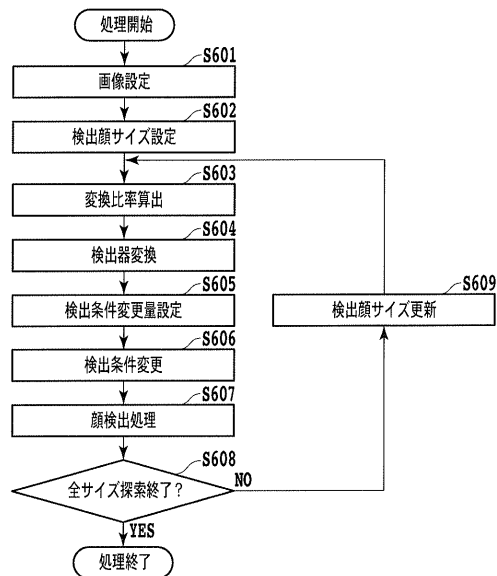 処理開始
S601
画像設定
S602
検出顔サイズ設定
S603
変換比率算出
S604
検出器変換
S605
検出条件変更量設定
S606
検出条件変更
S607
顔検出処理
S608
全サイズ探索終了？
NO
YES
処理終了
S609
検出顔サイズ更新